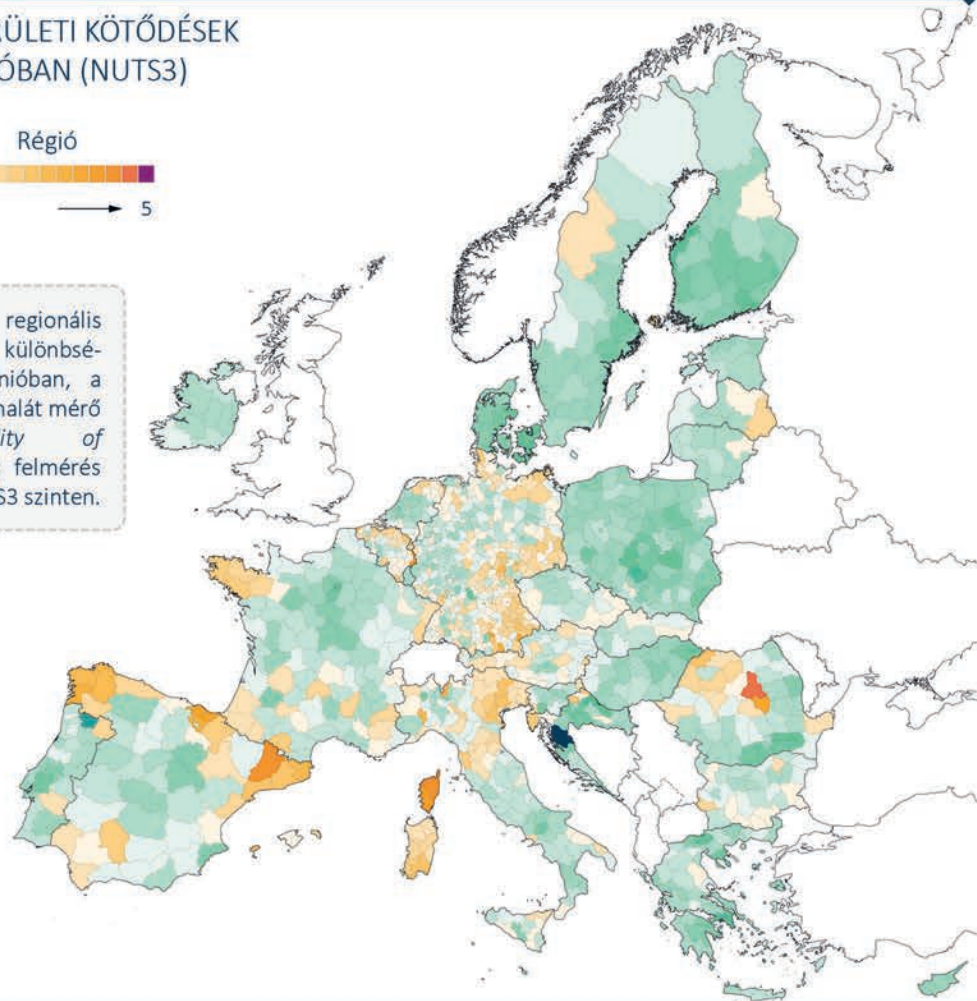 ÜLETI KÖTŐDÉSEK
ÓBAN (NUTS3)
Régió
5
regionális
különbsé-
nióban, a
nalát mérő
ity of
felmérés
S3 szinten.